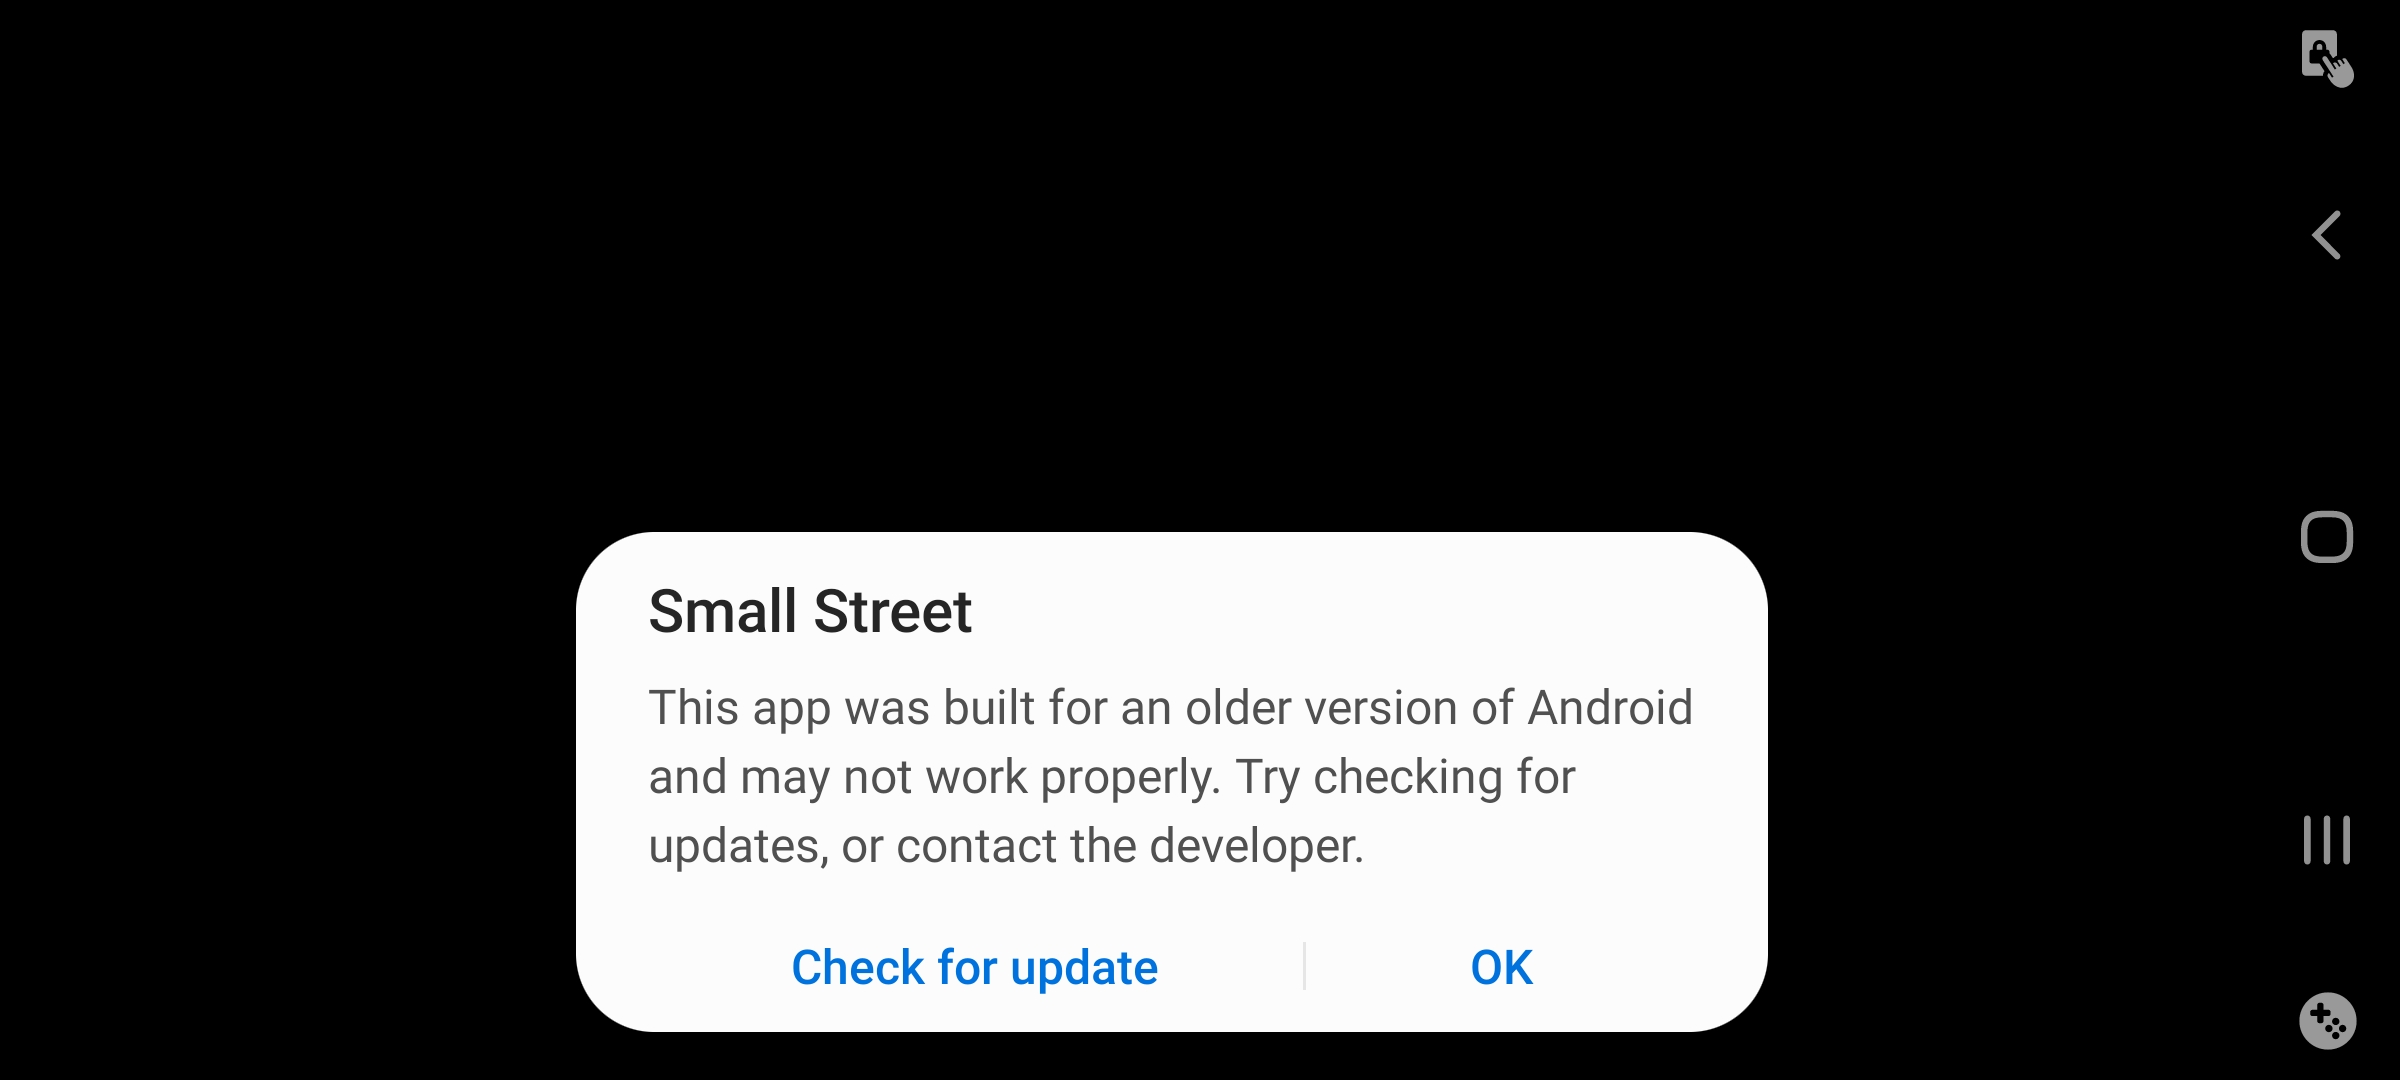 Small Street
This app was built for an older version of Android
and may not work properly. Try checking for
updates, or contact the developer.
Check for update
OK